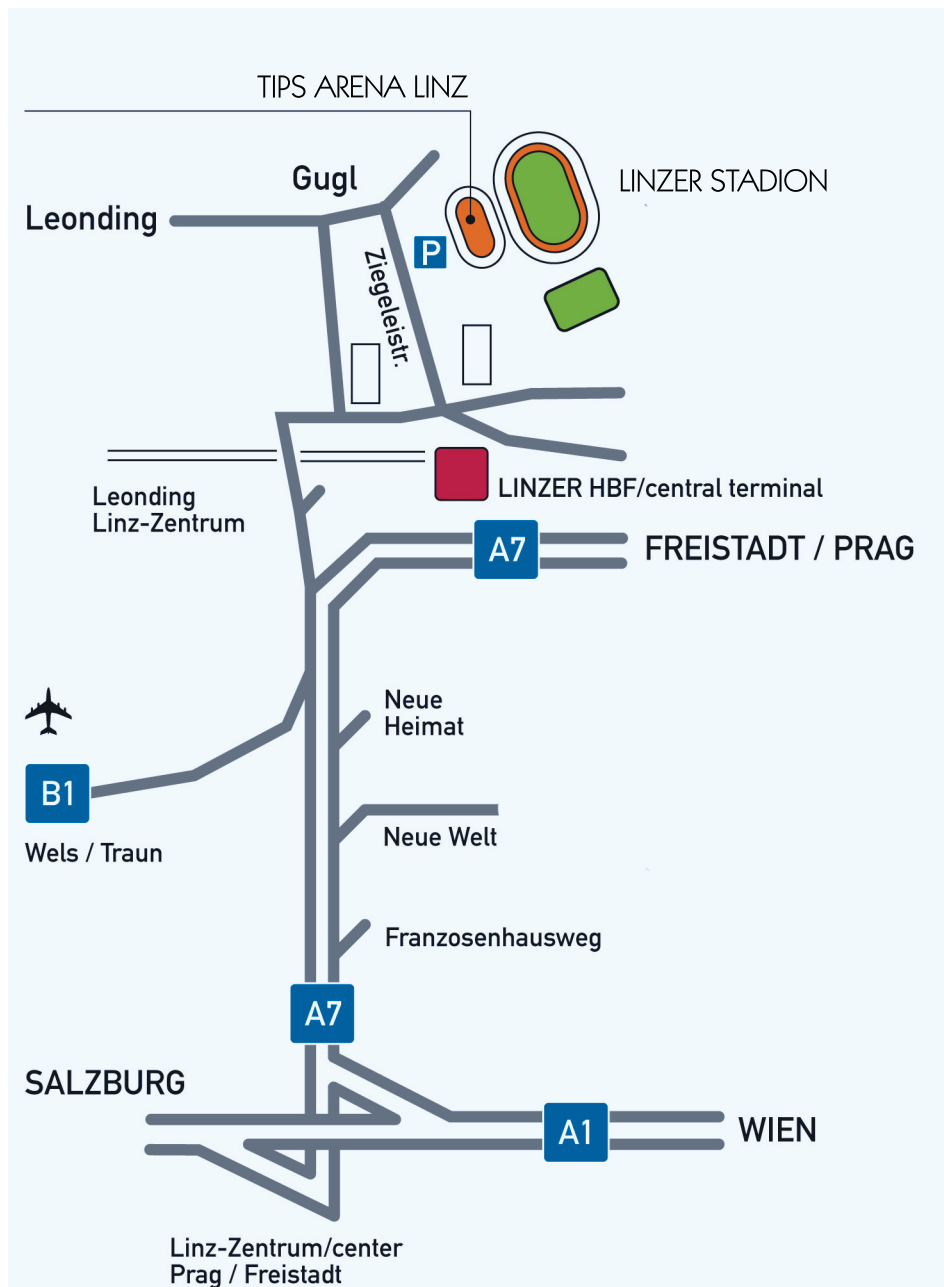 TIPS ARENA LINZ
LINZER STADION
Gugl
Leonding
P
Ziegeleistr.
LINZER HBF/central terminal
Leonding
Linz-Zentrum
A7
FREISTADT / PRAG
Neue
Heimat
B1
Neue Welt
Wels / Traun
Franzosenhausweg
A7
SALZBURG
A1
WIEN
Linz-Zentrum/center
Prag / Freistadt